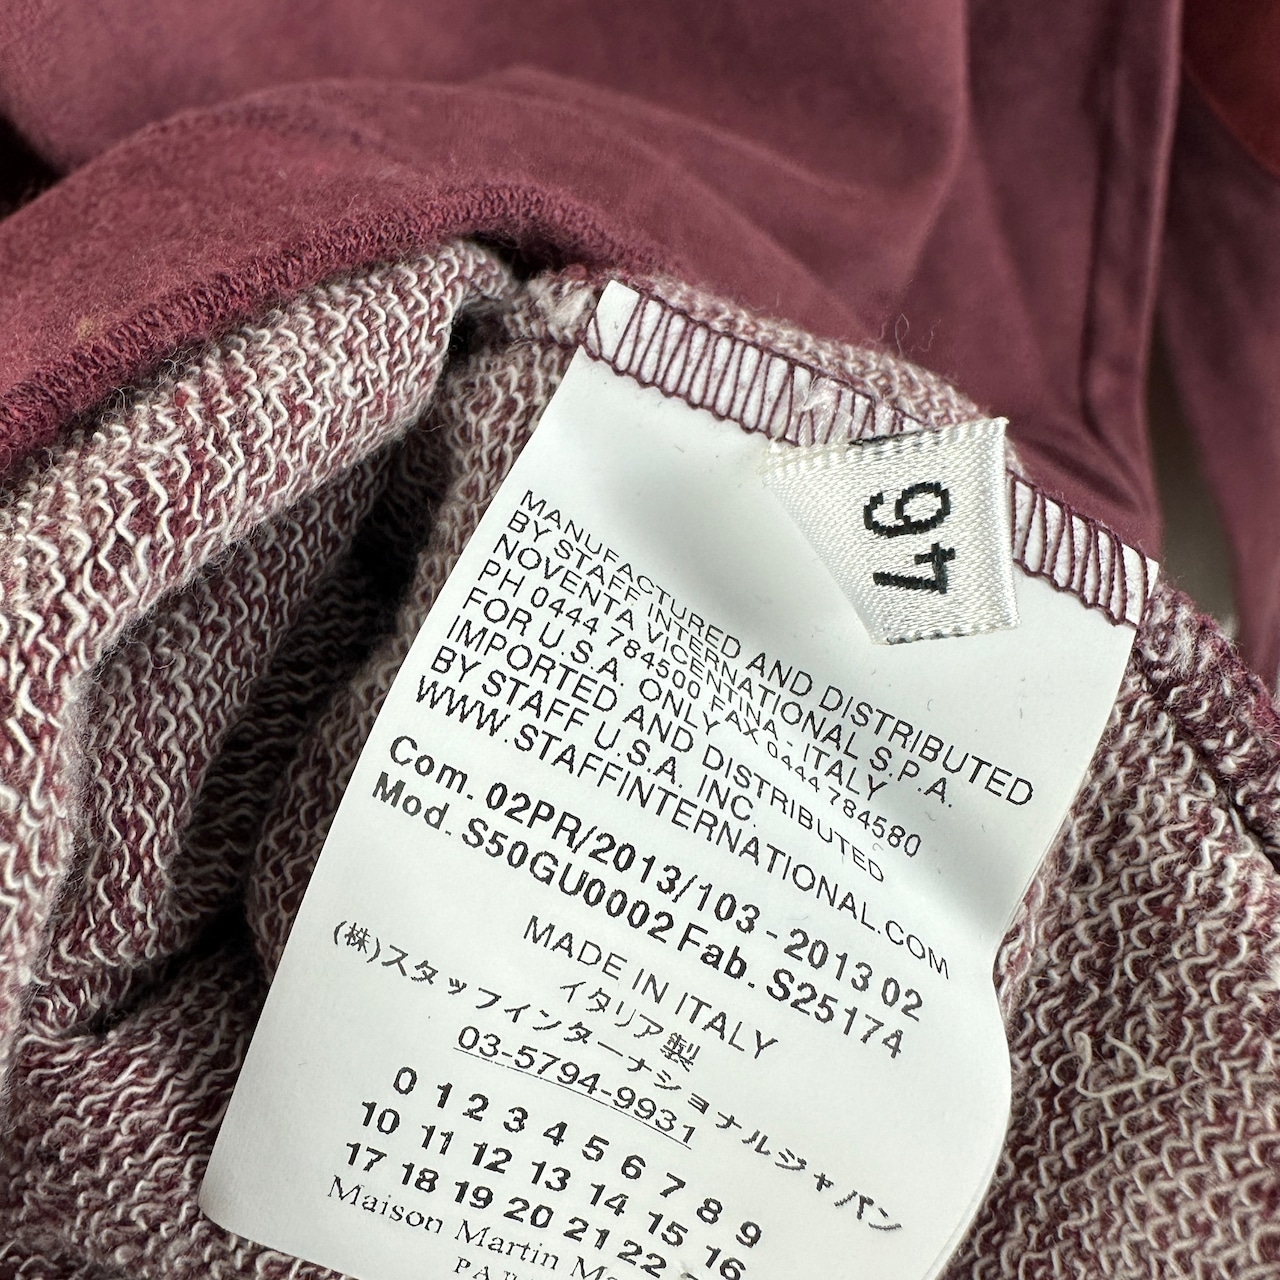 46
MANUFACTURED AND DISTRIBUTED
BY STAFF INTERNATIONAL S.P.A.
NOVENTA VICENTINA - ITALY
PH 0444 784500 FAX 0444 784580
FOR U.S.A. ONLY
IMPORTED AND DISTRIBUTED
BY STAFF U.S.A. INC.
WWW.STAFFINTERNATIONAL.COM
Com. 02PR/2013/103 - 2013 02
Mod. S50GU0002 Fab. S25174
MADE IN ITALY
イタリア製
(株)スタッフインターナショナルジャパン
03-5794-9931
0 1 2 3 4 5 6 7 8 9
10 11 12 13 14 15 16
17 18 19 20 21 22
Maison Martin